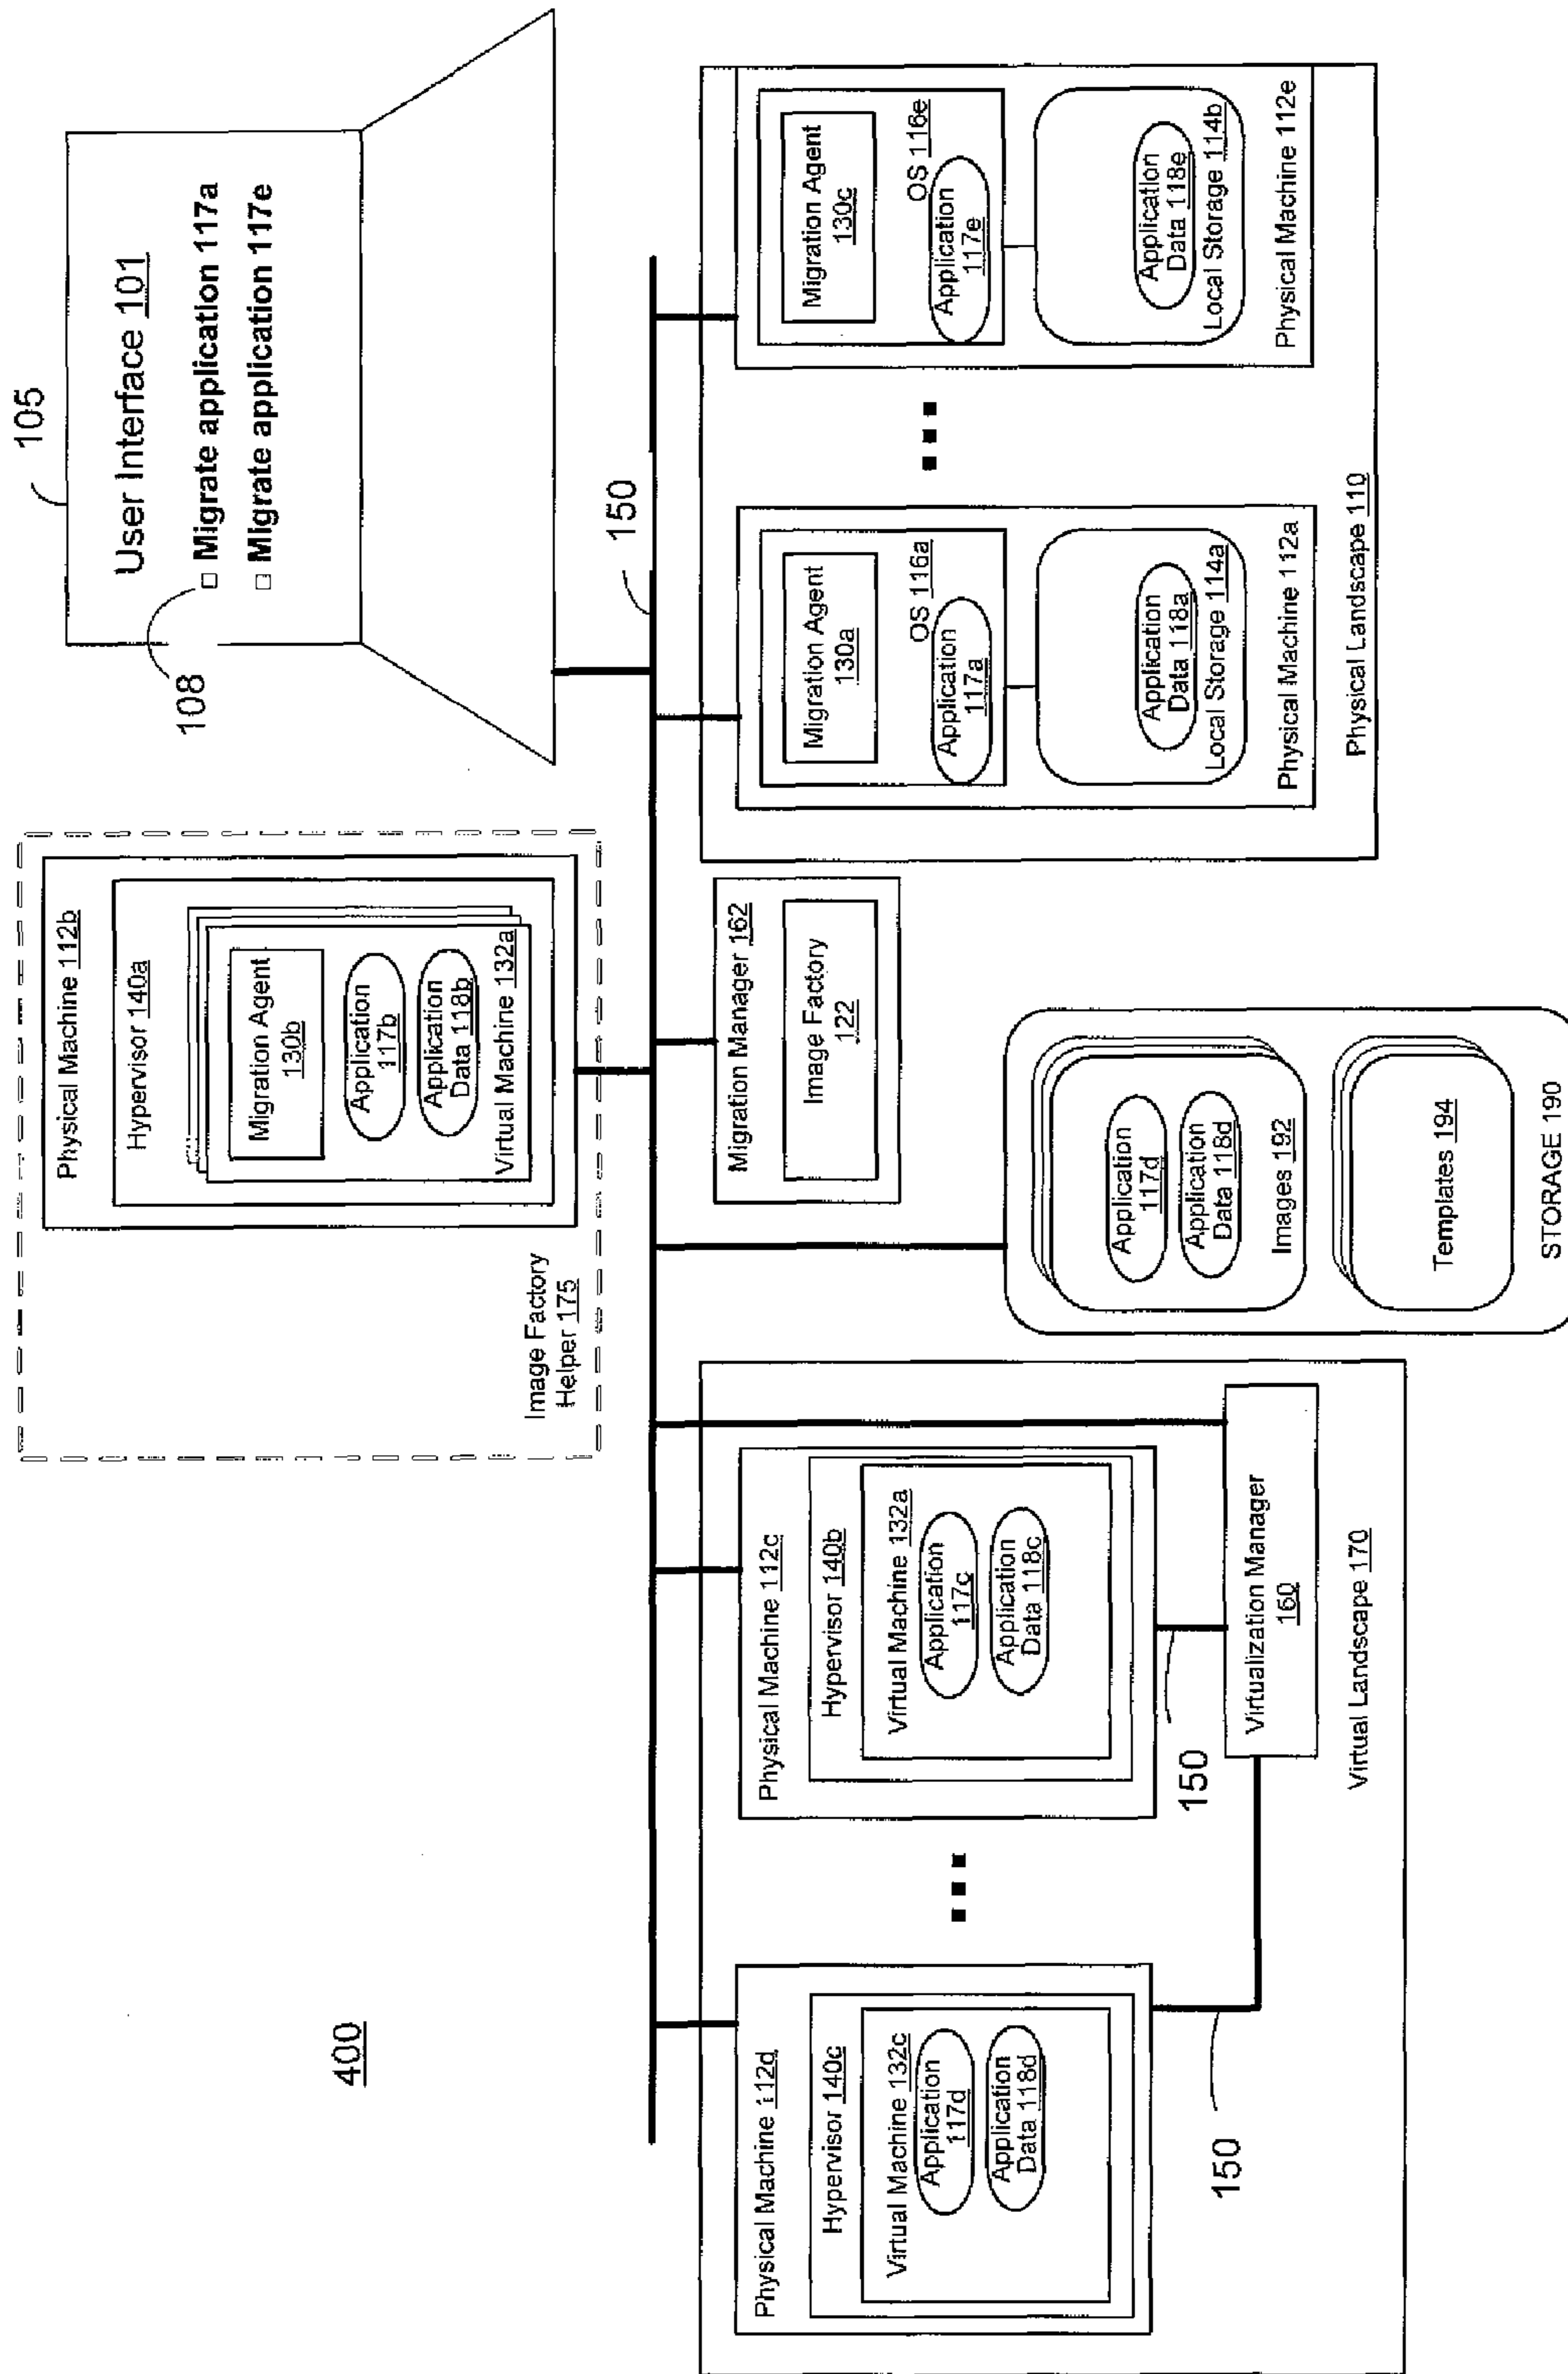 400
105
User Interface 101
Migrate application 117a
Migrate application 117e
108
150
Physical Machine 112b
Hypervisor 140a
Migration Agent
130b
Application
117b
Application
Data 118b
Virtual Machine 132a
Image Factory
Helper 175
Physical Machine 112d
Hypervisor 140c
Virtual Machine 132c
Application
117d
Application
Data 118d
150
Physical Machine 112c
Hypervisor 140b
Virtual Machine 132a
Application
117c
Application
Data 118c
150
Virtualization Manager
160
Virtual Landscape 170
Migration Manager 162
Image Factory
122
Application
117d
Application
Data 118d
Images 192
Templates 194
STORAGE 190
Migration Agent
130a
OS 116a
Application
117a
Application
Data 118a
Local Storage 114a
Physical Machine 112a
Migration Agent
130c
OS 116e
Application
117e
Application
Data 118e
Local Storage 114b
Physical Machine 112e
Physical Landscape 110